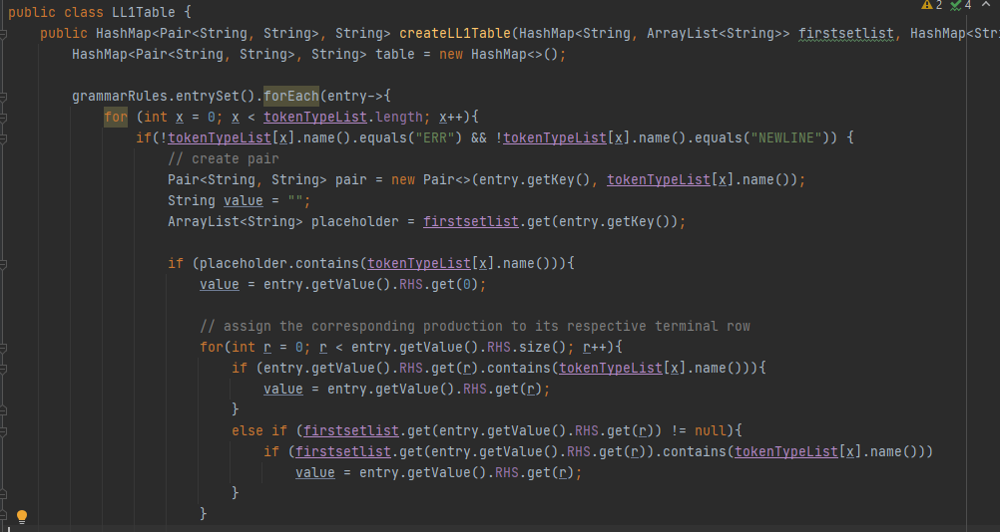 public class LL1Table {
2 4
public HashMap<Pair<String, String>, String> createLL1Table(HashMap<String, ArrayList<String>> firstsetlist, HashMap<Str
HashMap<Pair<String, String>, String> table = new HashMap<>();
grammarRules.entrySet().forEach(entry->{
for (int x = 0; x < tokenTypeList.length; x++){
if(!tokenTypeList[x].name().equals("ERR") && !tokenTypeList[x].name().equals("NEWLINE")) {
// create pair
Pair<String, String> pair = new Pair<>(entry.getKey(), tokenTypeList[x].name());
String value = "";
ArrayList<String> placeholder = firstsetlist.get(entry.getKey());
if (placeholder.contains(tokenTypeList[x].name())){
value = entry.getValue().RHS.get(0);
// assign the corresponding production to its respective terminal row
for(int r = 0; r < entry.getValue().RHS.size(); r++){
if (entry.getValue().RHS.get(r).contains(tokenTypeList[x].name())){
value = entry.getValue().RHS.get(r);
}
else if (firstsetlist.get(entry.getValue().RHS.get(r)) != null){
if (firstsetlist.get(entry.getValue().RHS.get(r)).contains(tokenTypeList[x].name()))
value = entry.getValue().RHS.get(r);
}
}